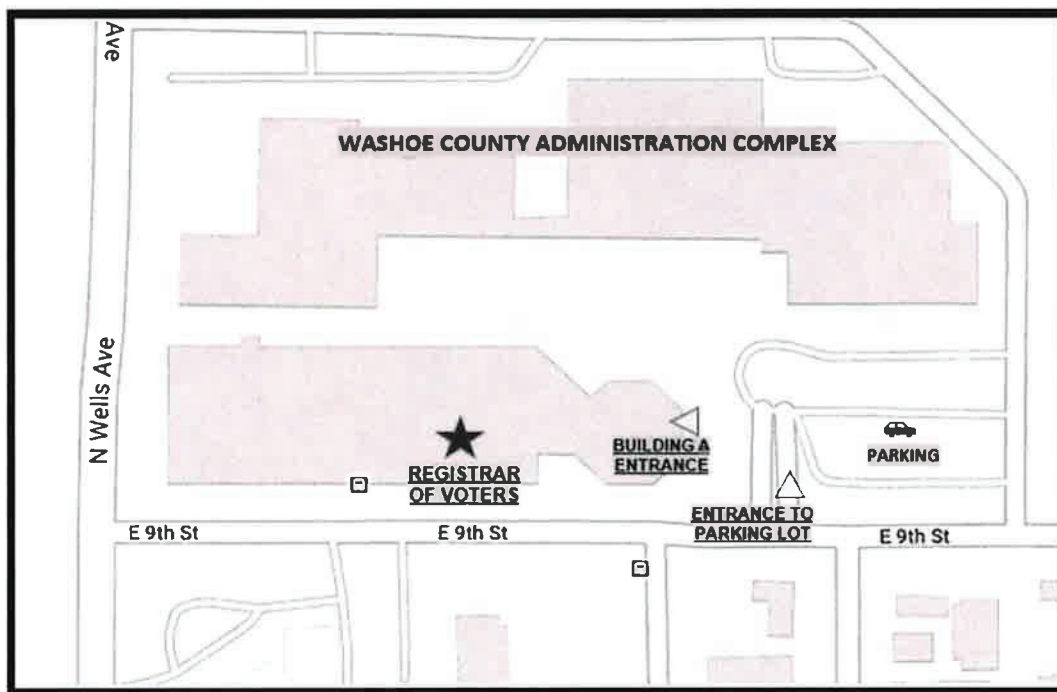 Ave
WASHOE COUNTY ADMINISTRATION COMPLEX
N Wells Ave
REGISTRAR
OF VOTERS
BUILDING A
ENTRANCE
PARKING
ENTRANCE TO
PARKING LOT
E 9th St
E 9th St
E 9th St